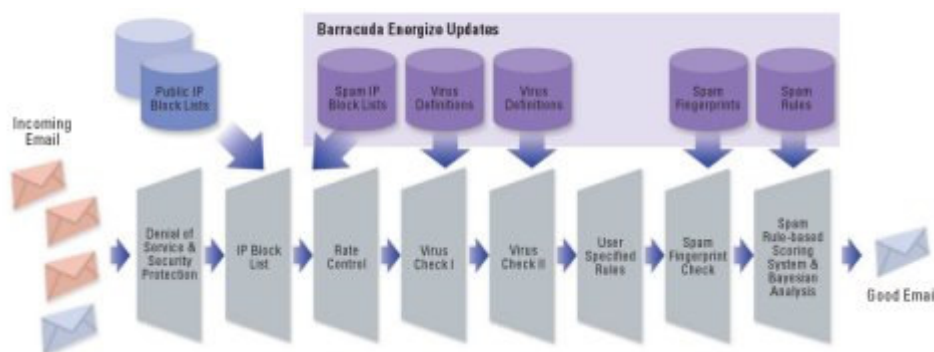 Barracuda Energize Updates
Public IP
Block Lists
Spam IP
Block Lists
Virus
Definitions
Virus
Definitions
Spam
Fingerprints
Spam
Rules
Incoming
Email
Denial of
Service &
Security
Protection
IP Block
List
Rate
Control
Virus
Check I
Virus
Check II
User
Specified
Rules
Spam
Fingerprint
Check
Spam
Rule-based
Scoring
System &
Bayesian
Analysis
Good Email